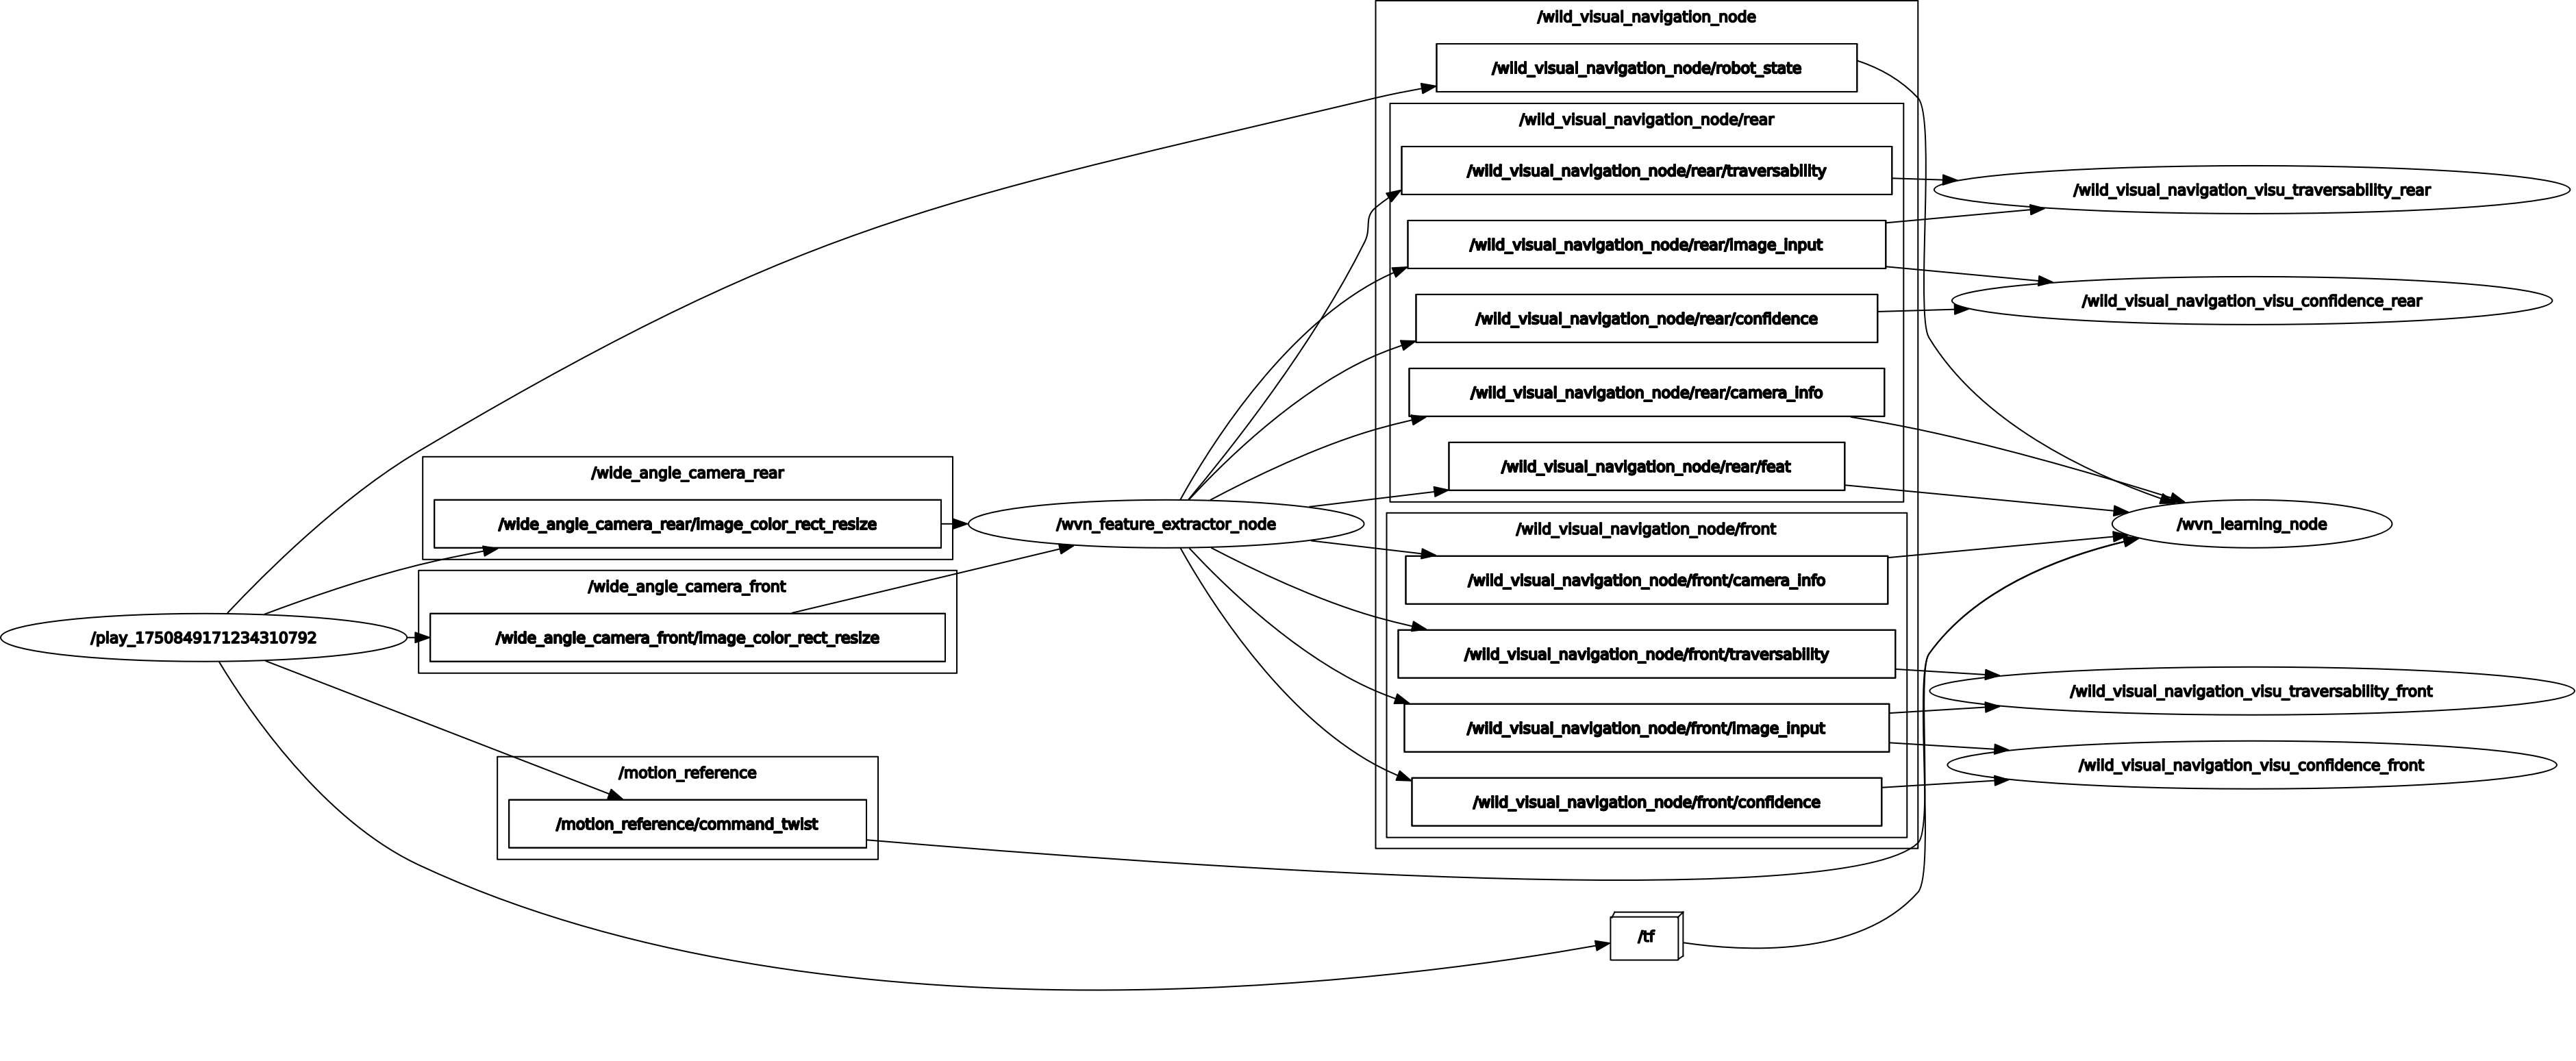 /wild_visual_navigation_node
/wild_visual_navigation_node/robot_state
/wild_visual_navigation_node/rear
/wild_visual_navigation_node/rear/traversability
/wild_visual_navigation_visu_traversability_rear
/wild_visual_navigation_node/rear/image_input
/wild_visual_navigation_visu_confidence_rear
/wild_visual_navigation_node/rear/confidence
/wild_visual_navigation_node/rear/camera_info
/wild_visual_navigation_node/rear/feat
/wide_angle_camera_rear
/wide_angle_camera_rear/image_color_rect_resize
/wvn_feature_extractor_node
/wvn_learning_node
/wild_visual_navigation_node/front
/wild_visual_navigation_node/front/camera_info
/wide_angle_camera_front
/play_1750849171234310792
/wide_angle_camera_front/image_color_rect_resize
/wild_visual_navigation_node/front/traversability
/wild_visual_navigation_visu_traversability_front
/wild_visual_navigation_node/front/image_input
/wild_visual_navigation_visu_confidence_front
/wild_visual_navigation_node/front/confidence
/motion_reference
/motion_reference/command_twist
/tf